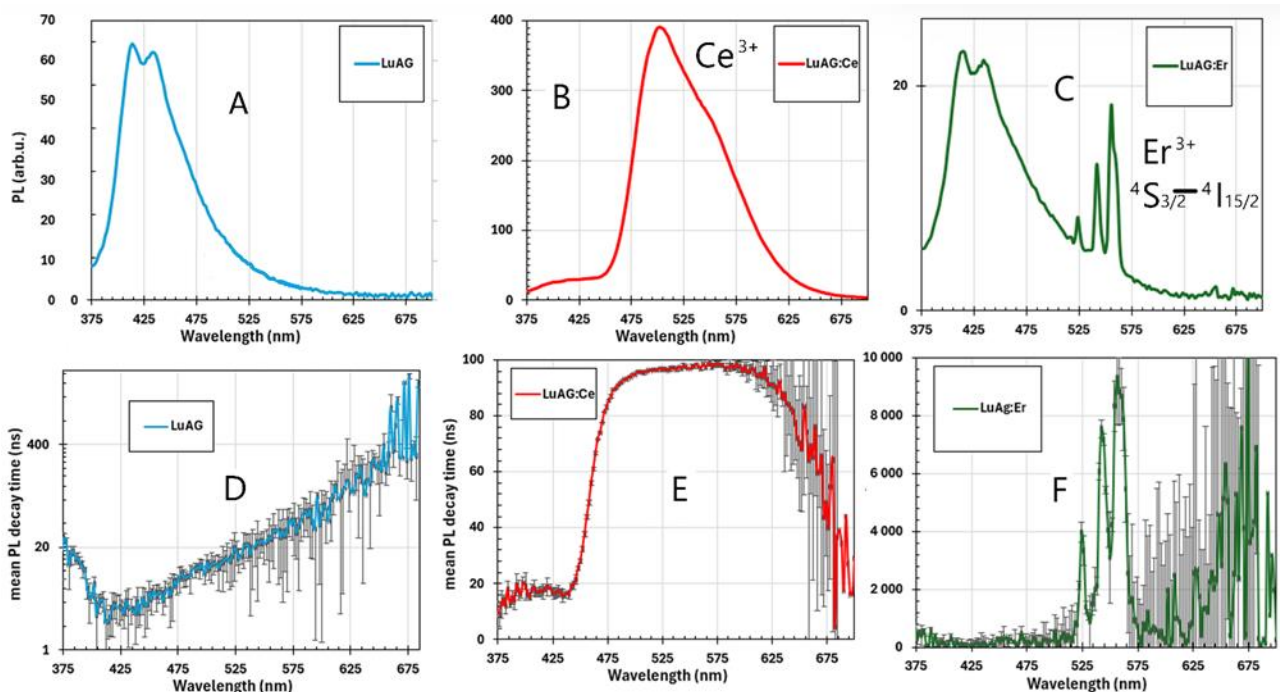 70
60
50
40
30
20
10
0
0
PL (arb.u.)
LuAG
A
375 425 475 525 575 625 675
Wavelength (nm)
400
300
200
100
0
B
Ce³⁺
LuAG:Ce
375 425 475 525 575 625 675
Wavelength (nm)
20
0
LuAG:Er
C
Er³⁺
⁴S₃/₂—⁴I₁₅/₂
375 425 475 525 575 625 675
Wavelength (nm)
400
20
1
mean PL decay time (ns)
LuAG
D
375 425 475 525 575 625 675
Wavelength (nm)
100
80
60
40
20
0
mean PL decay time (ns)
LuAG:Ce
E
375 425 475 525 575 625 675
Wavelength (nm)
10 000
8 000
6 000
4 000
2 000
0
LuAg:Er
F
375 425 475 525 575 625 675
Wavelength (nm)